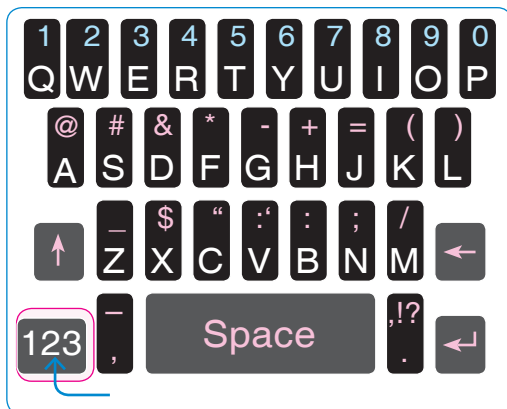 1 2 3 4 5 6 7 8 9 0
Q W E R T Y U I O P
@ # & * - + = ( )
A S D F G H J K L
_ $ “ :‘ : ; /
Z X C V B N M
– ,!?
123 , Space .